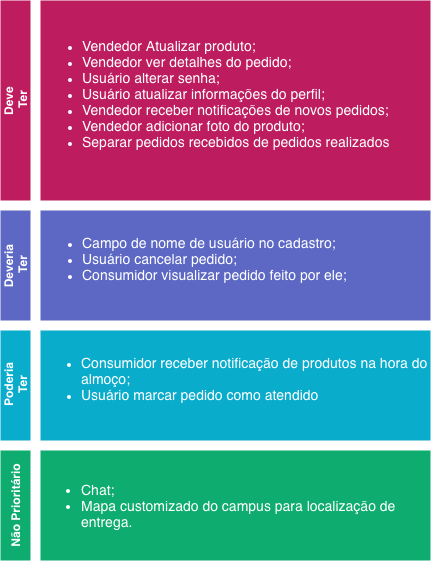 Deve
Ter
• Vendedor Atualizar produto;
• Vendedor ver detalhes do pedido;
• Usuário alterar senha;
• Usuário atualizar informações do perfil;
• Vendedor receber notificações de novos pedidos;
• Vendedor adicionar foto do produto;
• Separar pedidos recebidos de pedidos realizados
Deveria
Ter
• Campo de nome de usuário no cadastro;
• Usuário cancelar pedido;
• Consumidor visualizar pedido feito por ele;
Poderia
Ter
• Consumidor receber notificação de produtos na hora do
almoço;
• Usuário marcar pedido como atendido
Não Prioritário
• Chat;
• Mapa customizado do campus para localização de
entrega.